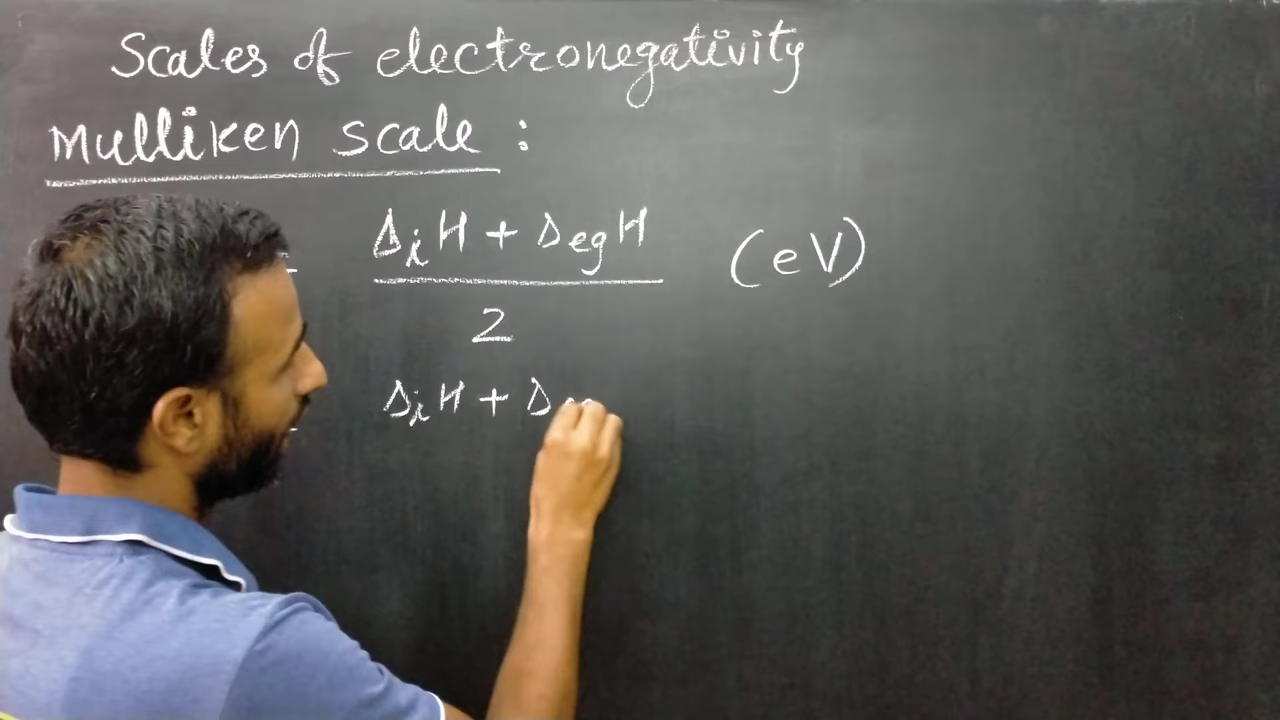 Scales of electronegativity
Mulliken scale :
= ΔiH + ΔegH (eV)
2
ΔiH + Δ